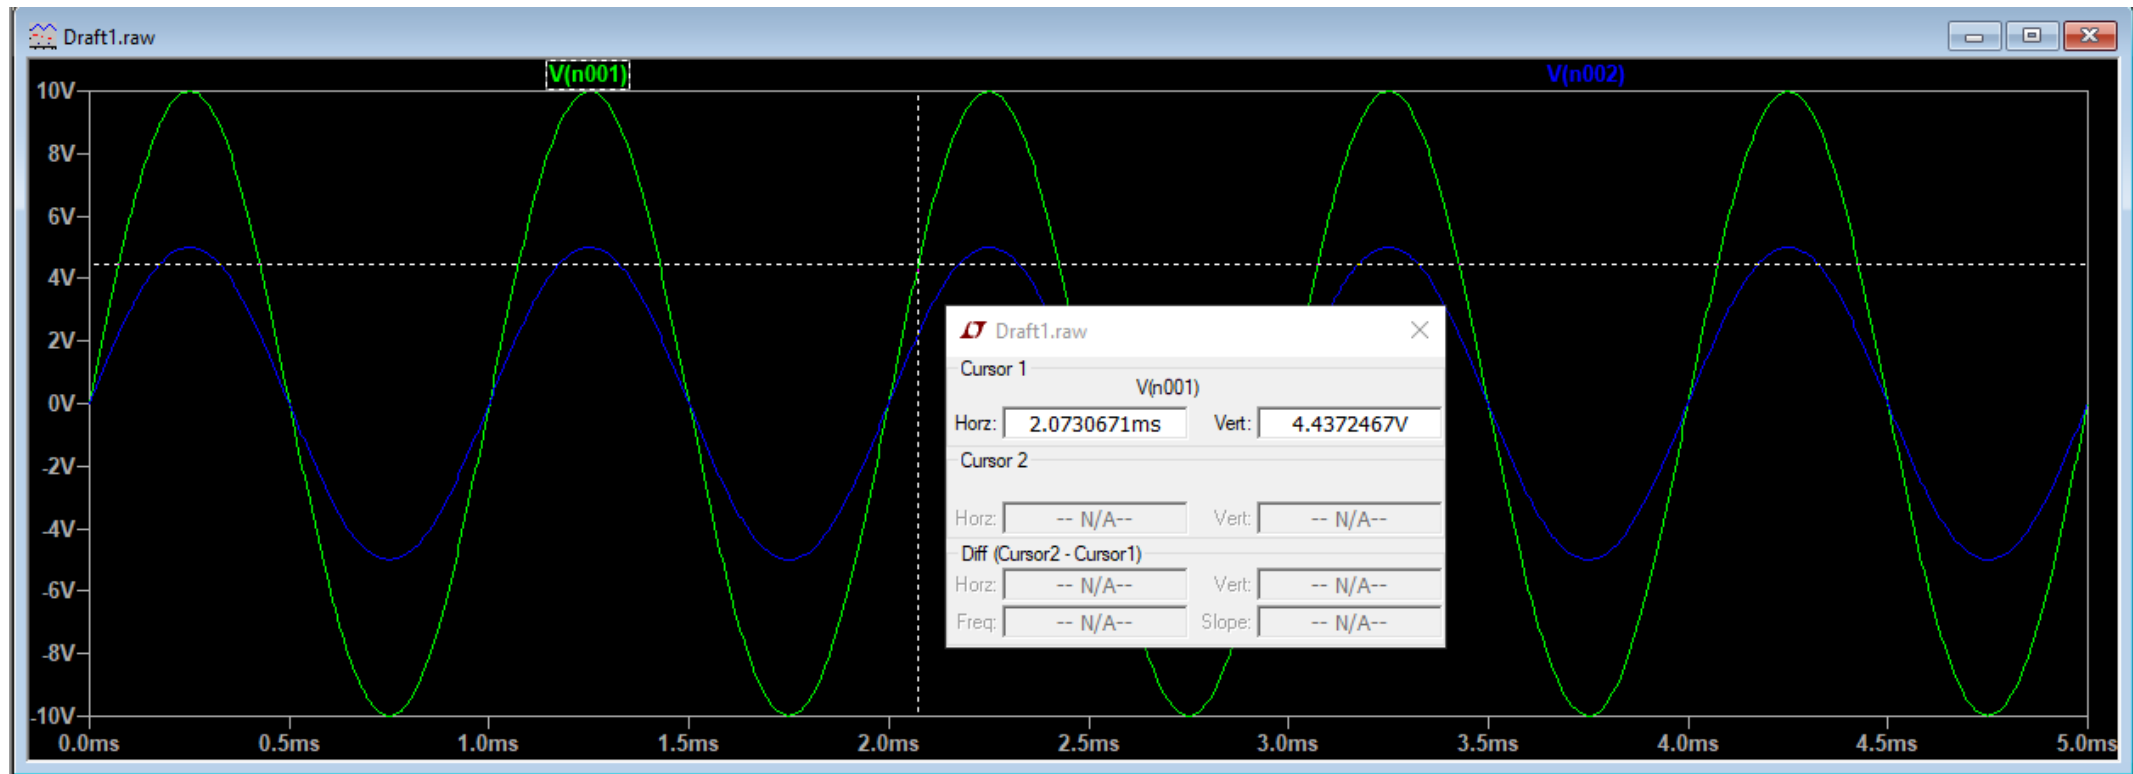 Draft1.raw
V(n001) V(n002)
10V
8V
6V
4V
2V
0V
-2V
-4V
-6V
-8V
-10V
0.0ms 0.5ms 1.0ms 1.5ms 2.0ms 2.5ms 3.0ms 3.5ms 4.0ms 4.5ms 5.0ms
Draft1.raw
Cursor 1
V(n001)
Horz: 2.0730671ms Vert: 4.4372467V
Cursor 2
Horz: -- N/A-- Vert: -- N/A--
Diff (Cursor2 - Cursor1)
Horz: -- N/A-- Vert: -- N/A--
Freq: -- N/A-- Slope: -- N/A--